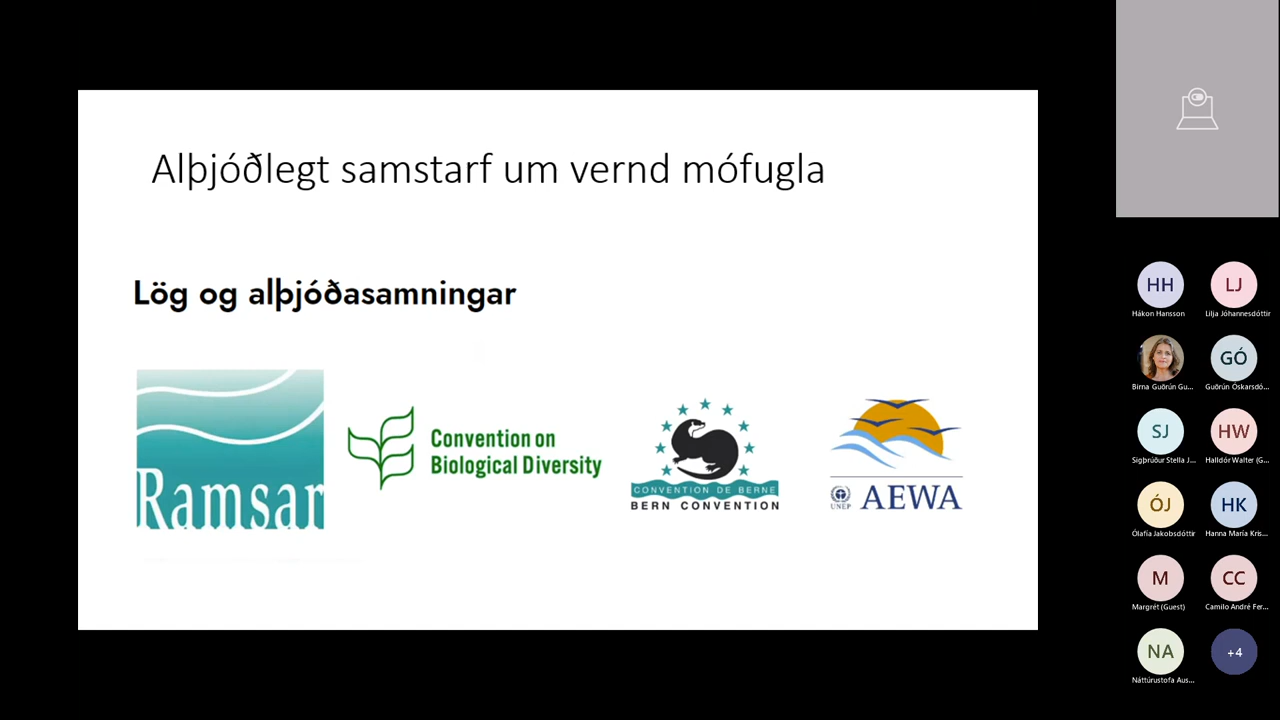 Alþjóðlegt samstarf um vernd mófugla
Lög og alþjóðasamningar
Ramsar
Convention on
Biological Diversity
CONVENTION DE BERNE
BERN CONVENTION
UNEP
AEWA
HH
LJ
Hákon Hansson
Lilja Jóhannesdóttir
GÓ
Birna Guðrún Gu...
Guðrún Óskarsdó...
SJ
HW
Sigþrúður Stella J...
Halldór Walter (G...
ÓJ
HK
Ólafía Jakobsdóttir
Hanna María Kris...
M
CC
Margrét (Guest)
Camilo André Fer...
NA
+4
Náttúrustofa Aus...